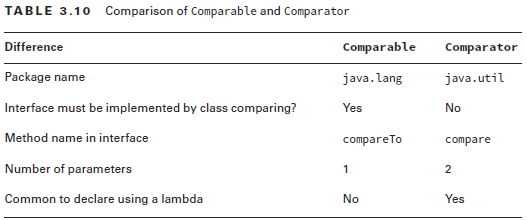 TABLE 3.10 Comparison of Comparable and Comparator
Difference Comparable Comparator
Package name java.lang java.util
Interface must be implemented by class comparing? Yes No
Method name in interface compareTo compare
Number of parameters 1 2
Common to declare using a lambda No Yes